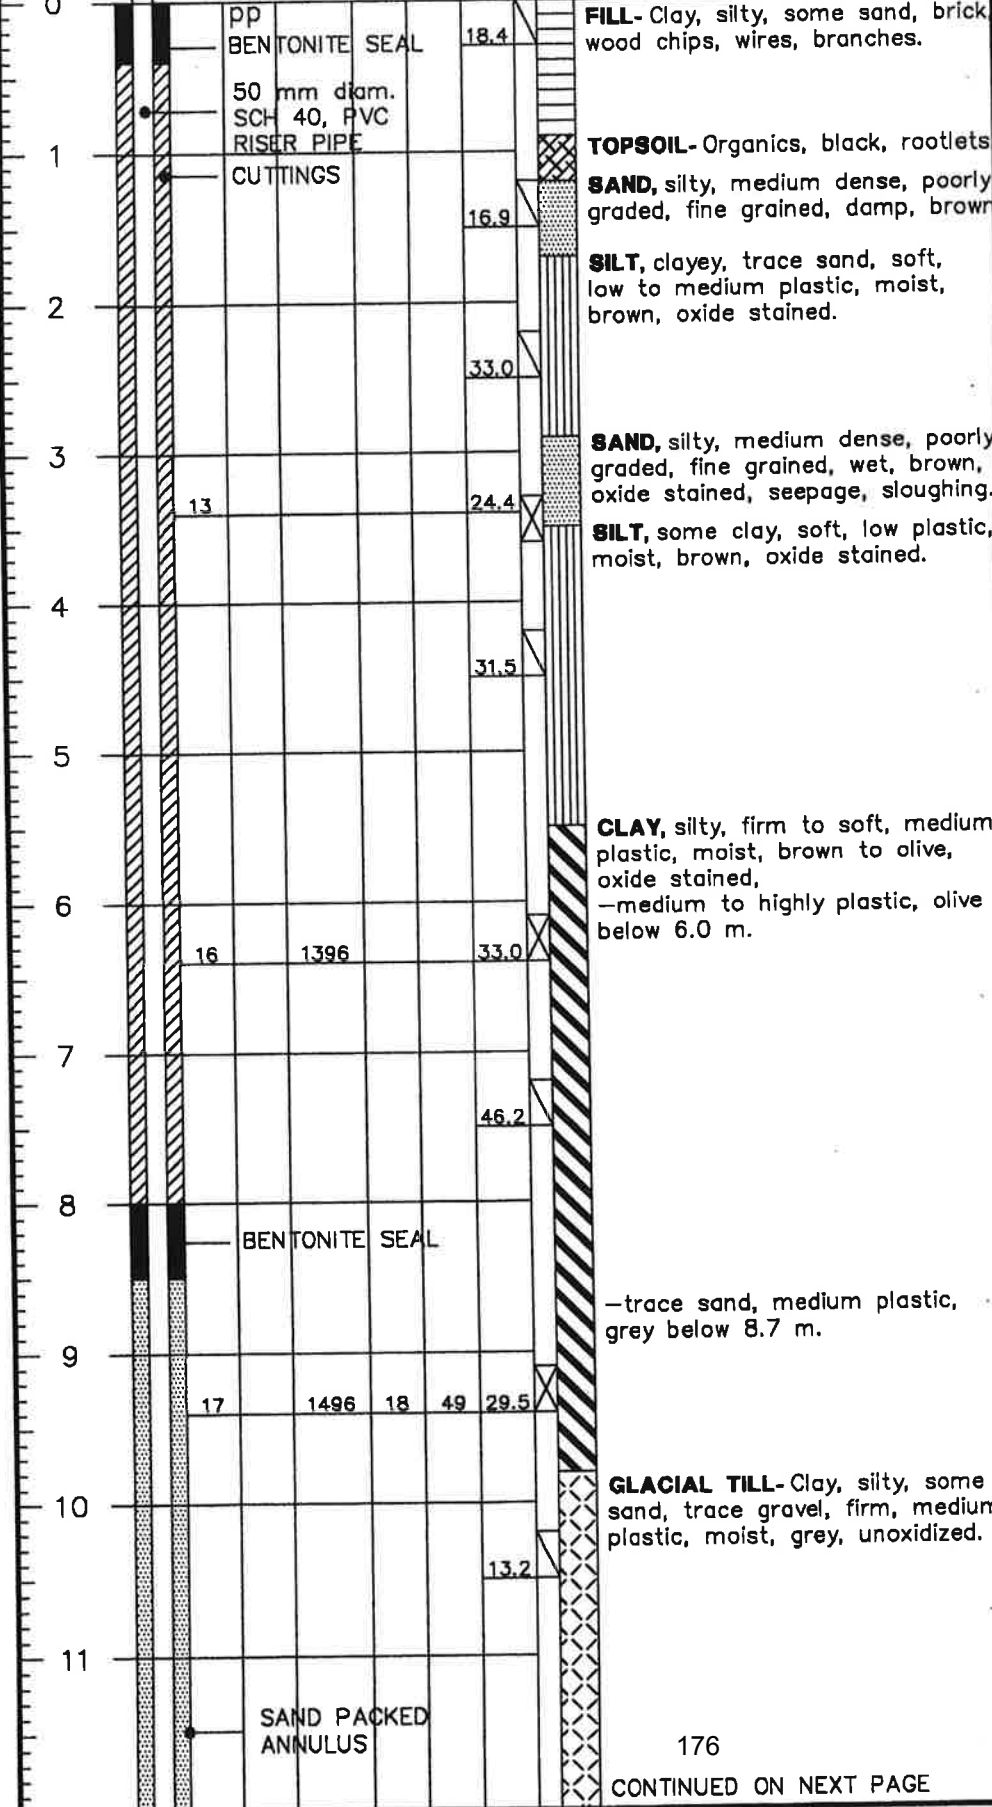 0
pp
BENTONITE SEAL
18.4
FILL- Clay, silty, some sand, brick,
wood chips, wires, branches.
50 mm diam.
SCH 40, PVC
RISER PIPE
1
CUTTINGS
TOPSOIL- Organics, black, rootlets
SAND, silty, medium dense, poorly
graded, fine grained, damp, brown
16.9
SILT, clayey, trace sand, soft,
low to medium plastic, moist,
brown, oxide stained.
2
33.0
3
SAND, silty, medium dense, poorly
graded, fine grained, wet, brown,
oxide stained, seepage, sloughing.
13
24.4
SILT, some clay, soft, low plastic,
moist, brown, oxide stained.
4
31.5
5
CLAY, silty, firm to soft, medium
plastic, moist, brown to olive,
oxide stained,
—medium to highly plastic, olive
below 6.0 m.
6
16 1396 33.0
7
46.2
8
BENTONITE SEAL
—trace sand, medium plastic,
grey below 8.7 m.
9
17 1496 18 49 29.5
GLACIAL TILL- Clay, silty, some
sand, trace gravel, firm, medium
plastic, moist, grey, unoxidized.
10
13.2
11
SAND PACKED
ANNULUS
176
CONTINUED ON NEXT PAGE